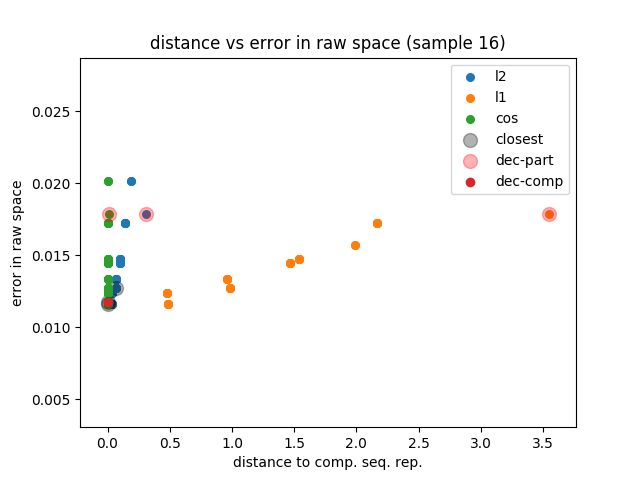 distance vs error in raw space (sample 16)
l2
l1
cos
closest
dec-part
dec-comp
0.025
0.020
0.015
0.010
0.005
error in raw space
0.0 0.5 1.0 1.5 2.0 2.5 3.0 3.5
distance to comp. seq. rep.